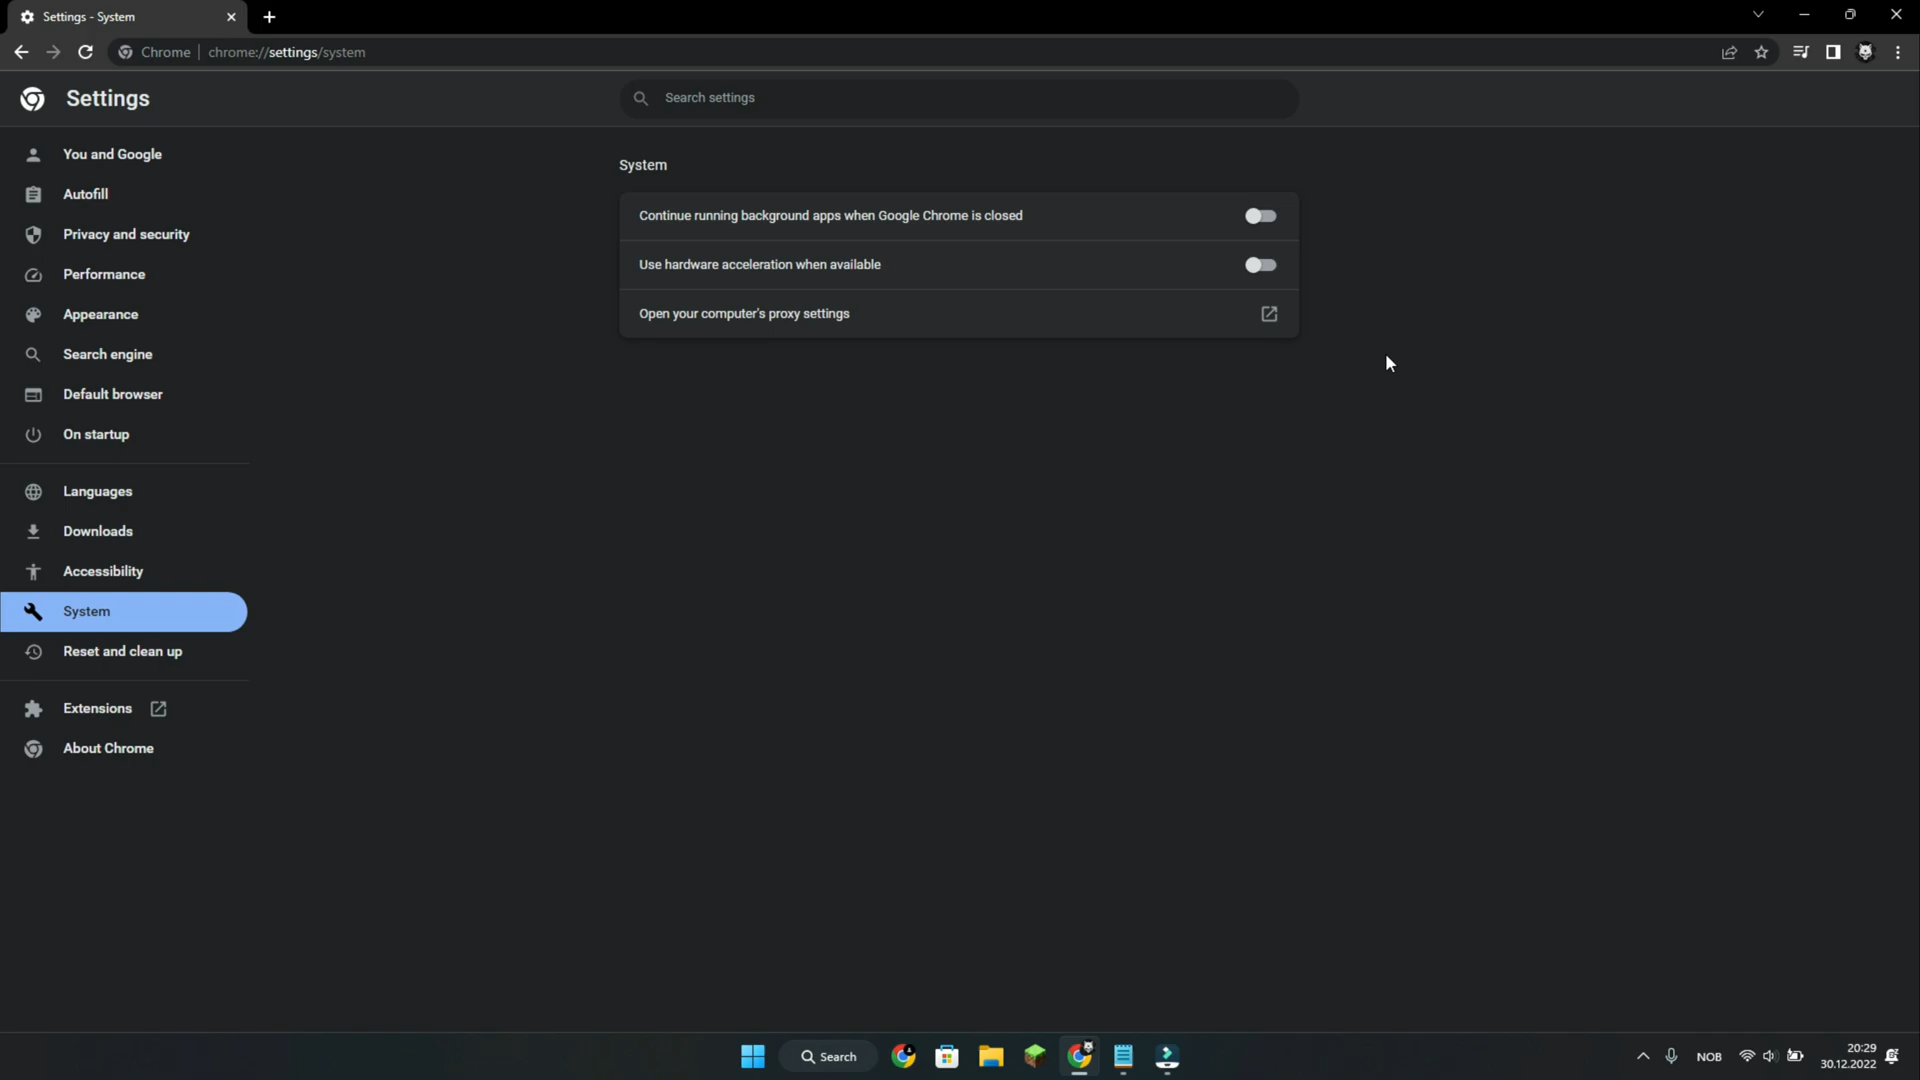 Settings - System
Chrome | chrome://settings/system
Settings
Search settings
You and Google
Autofill
Privacy and security
Performance
Appearance
Search engine
Default browser
On startup
Languages
Downloads
Accessibility
System
Reset and clean up
Extensions
About Chrome
System
Continue running background apps when Google Chrome is closed
Use hardware acceleration when available
Open your computer's proxy settings
Search
NOB
20:29
30.12.2022